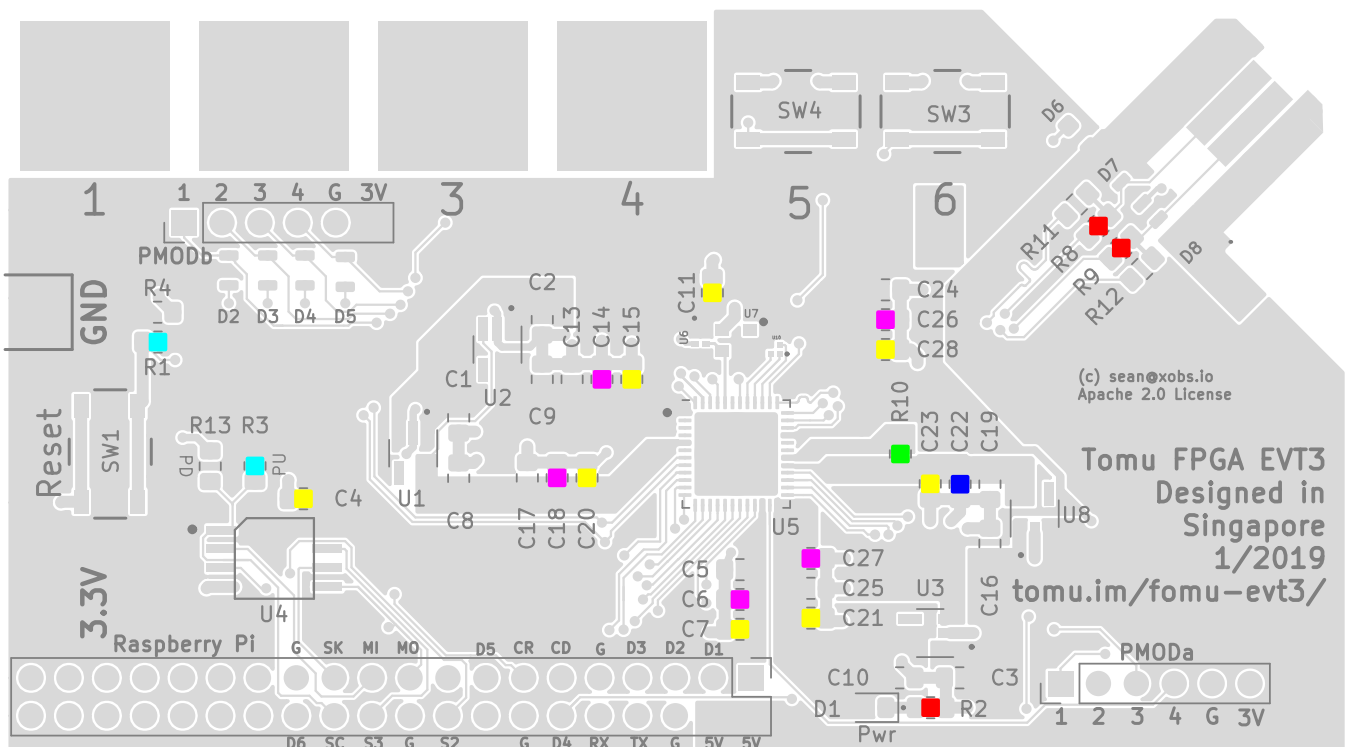 SW4
SW3
D6
D7
1
3
4
5
6
1 2 3 4 G 3V
PMODb
R11
R8
R9
R12
D8
GND
R4
R1
D2 D3 D4 D5
C2
C13
C14
C15
C11
U6
U7
U10
C24
C26
C28
(c) sean@xobs.io
Apache 2.0 License
C1
U2
C9
Reset
SW1
R13 R3
PD
PU
C4
U1
C8
C17
C18
C20
U5
R10
C23
C22
C19
U8
Tomu FPGA EVT3
Designed in
Singapore
1/2019
tomu.im/fomu-evt3/
3.3V
U4
C5
C6
C7
C27
C25
C21
U3
C16
Raspberry Pi
G SK MI MO D5 CR CD G D3 D2 D1
D6 SC S3 G S2 G D4 RX TX G 5V 5V
C10
C3
D1
R2
Pwr
PMODa
1 2 3 4 G 3V